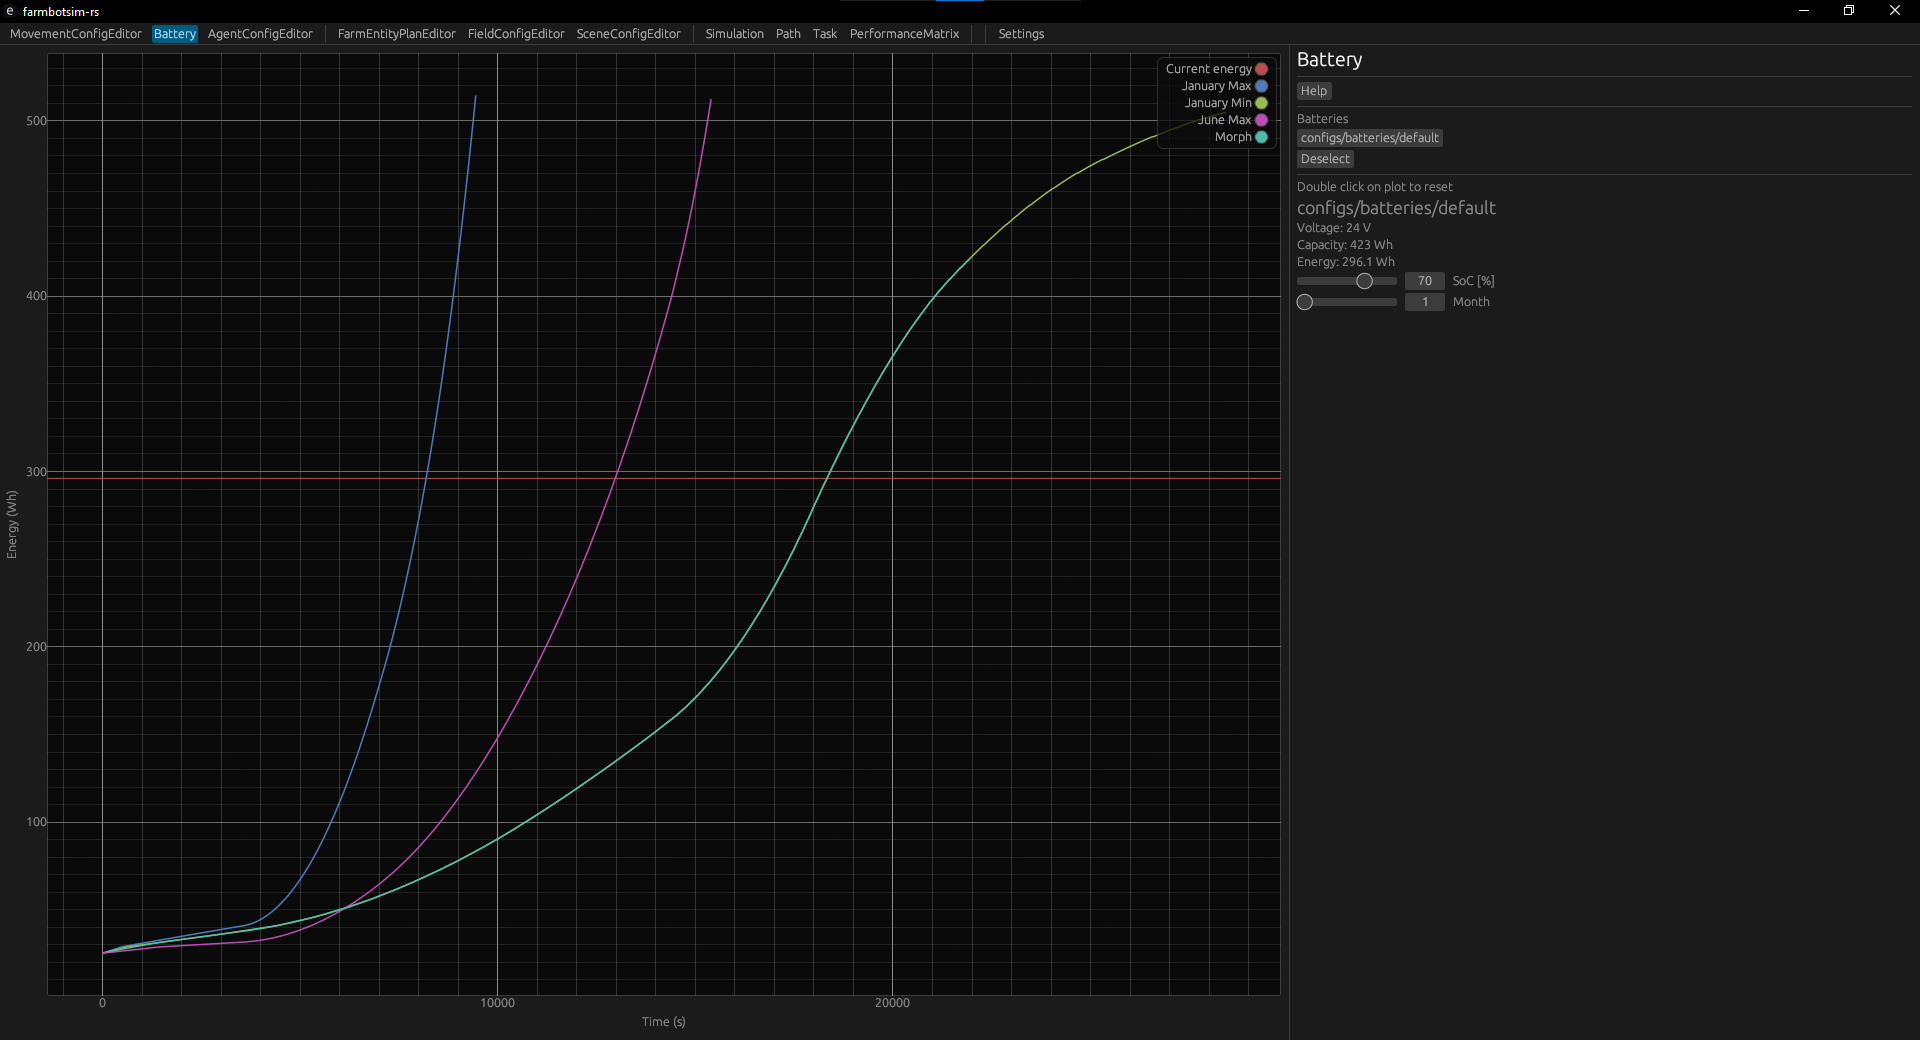 e farmbotsim-rs
MovementConfigEditor Battery AgentConfigEditor FarmEntityPlanEditor FieldConfigEditor SceneConfigEditor Simulation Path Task PerformanceMatrix Settings
Current energy
January Max
January Min
June Max
Morph
500
400
300
200
100
Energy (Wh)
0 10000 20000
Time (s)
Battery
Help
Batteries
configs/batteries/default
Deselect
Double click on plot to reset
configs/batteries/default
Voltage: 24 V
Capacity: 423 Wh
Energy: 296.1 Wh
70 SoC [%]
1 Month